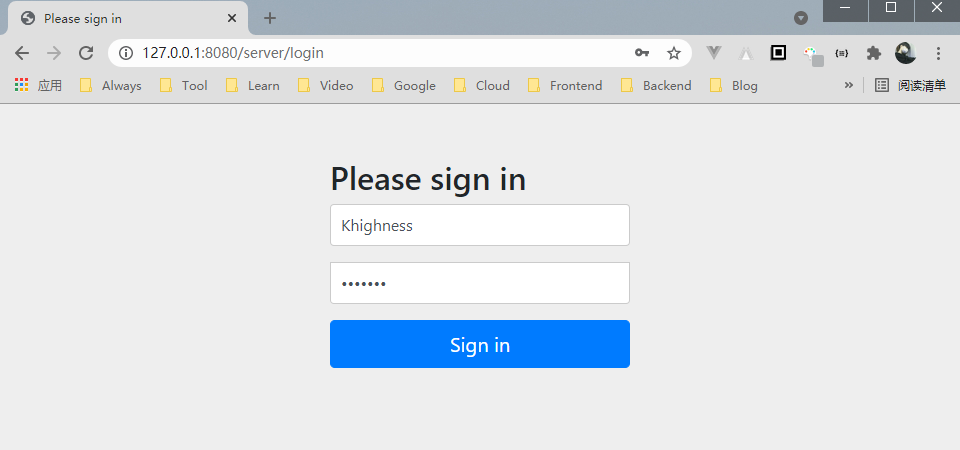 Please sign in
127.0.0.1:8080/server/login
应用 Always Tool Learn Video Google Cloud Frontend Backend Blog » 阅读清单
Please sign in
Khighness
•••••••
Sign in